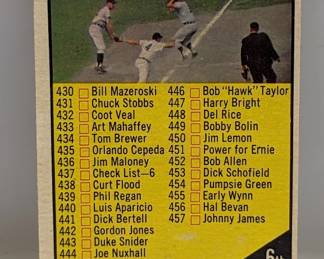 430 Bill Mazeroski
431 Chuck Stobbs
432 Coot Veal
433 Art Mahaffey
434 Tom Brewer
435 Orlando Cepeda
436 Jim Maloney
437 Check List—6
438 Curt Flood
439 Phil Regan
440 Luis Aparicio
441 Dick Bertell
442 Gordon Jones
443 Duke Snider
444 Joe Nuxhall
446 Bob "Hawk" Taylor
447 Harry Bright
448 Del Rice
449 Bobby Bolin
450 Jim Lemon
451 Power for Ernie
452 Bob Allen
453 Dick Schofield
454 Pumpsie Green
455 Early Wynn
456 Hal Bevan
457 Johnny James